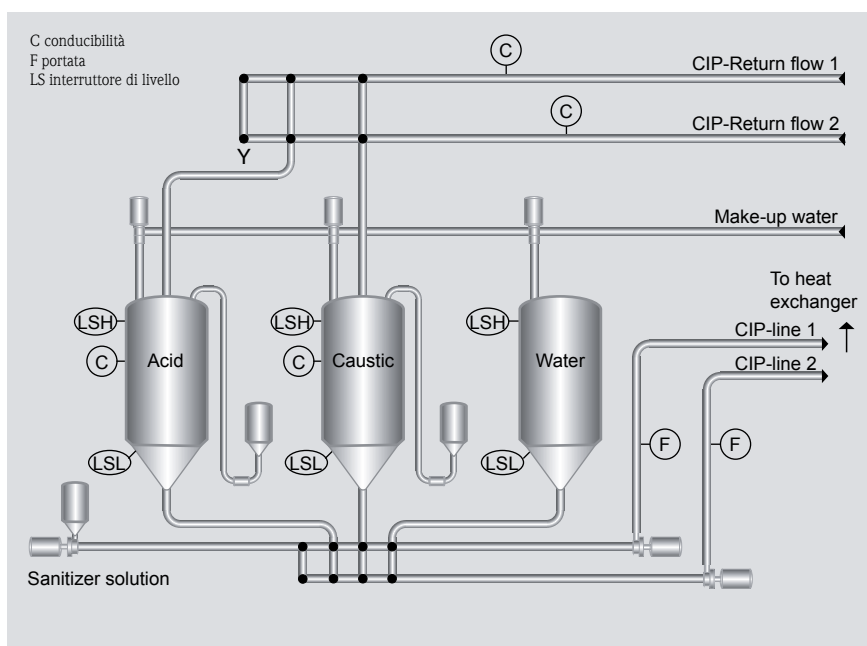 C conducibilità
F portata
LS interruttore di livello
C
CIP-Return flow 1
C
CIP-Return flow 2
Y
Make-up water
To heat
exchanger
LSH
LSH
LSH
CIP-line 1
C
Acid
C
Caustic
Water
CIP-line 2
F
F
LSL
LSL
LSL
Sanitizer solution